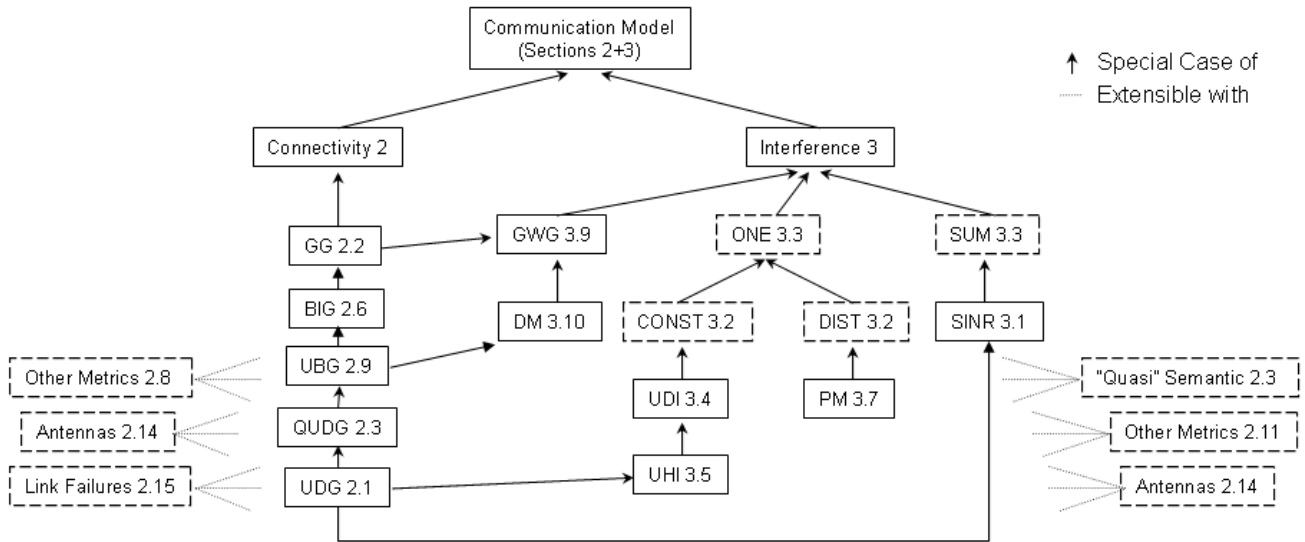 Communication Model
(Sections 2+3)
Special Case of
Extensible with
Connectivity 2
Interference 3
GG 2.2
GWG 3.9
ONE 3.3
SUM 3.3
BIG 2.6
DM 3.10
CONST 3.2
DIST 3.2
SINR 3.1
Other Metrics 2.8
UBG 2.9
"Quasi" Semantic 2.3
UDI 3.4
PM 3.7
Antennas 2.14
QUDG 2.3
Other Metrics 2.11
Link Failures 2.15
UDG 2.1
UHI 3.5
Antennas 2.14